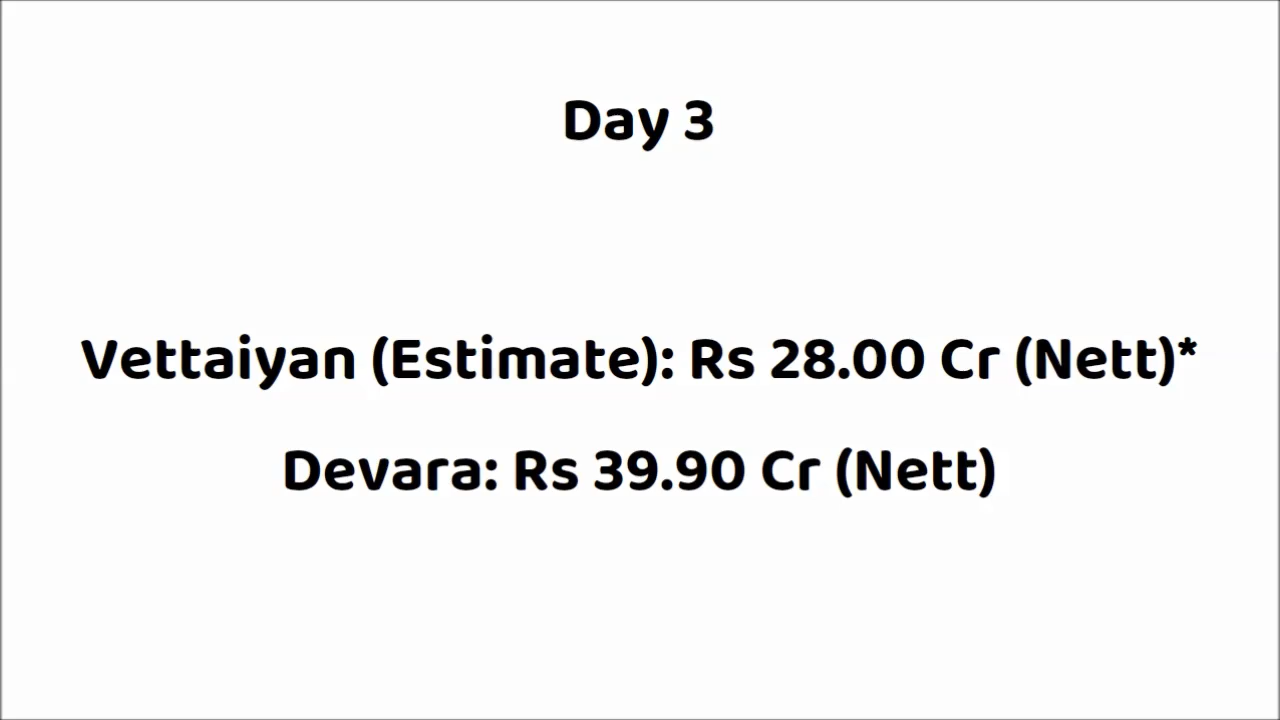 Day 3
Vettaiyan (Estimate): Rs 28.00 Cr (Nett)*
Devara: Rs 39.90 Cr (Nett)